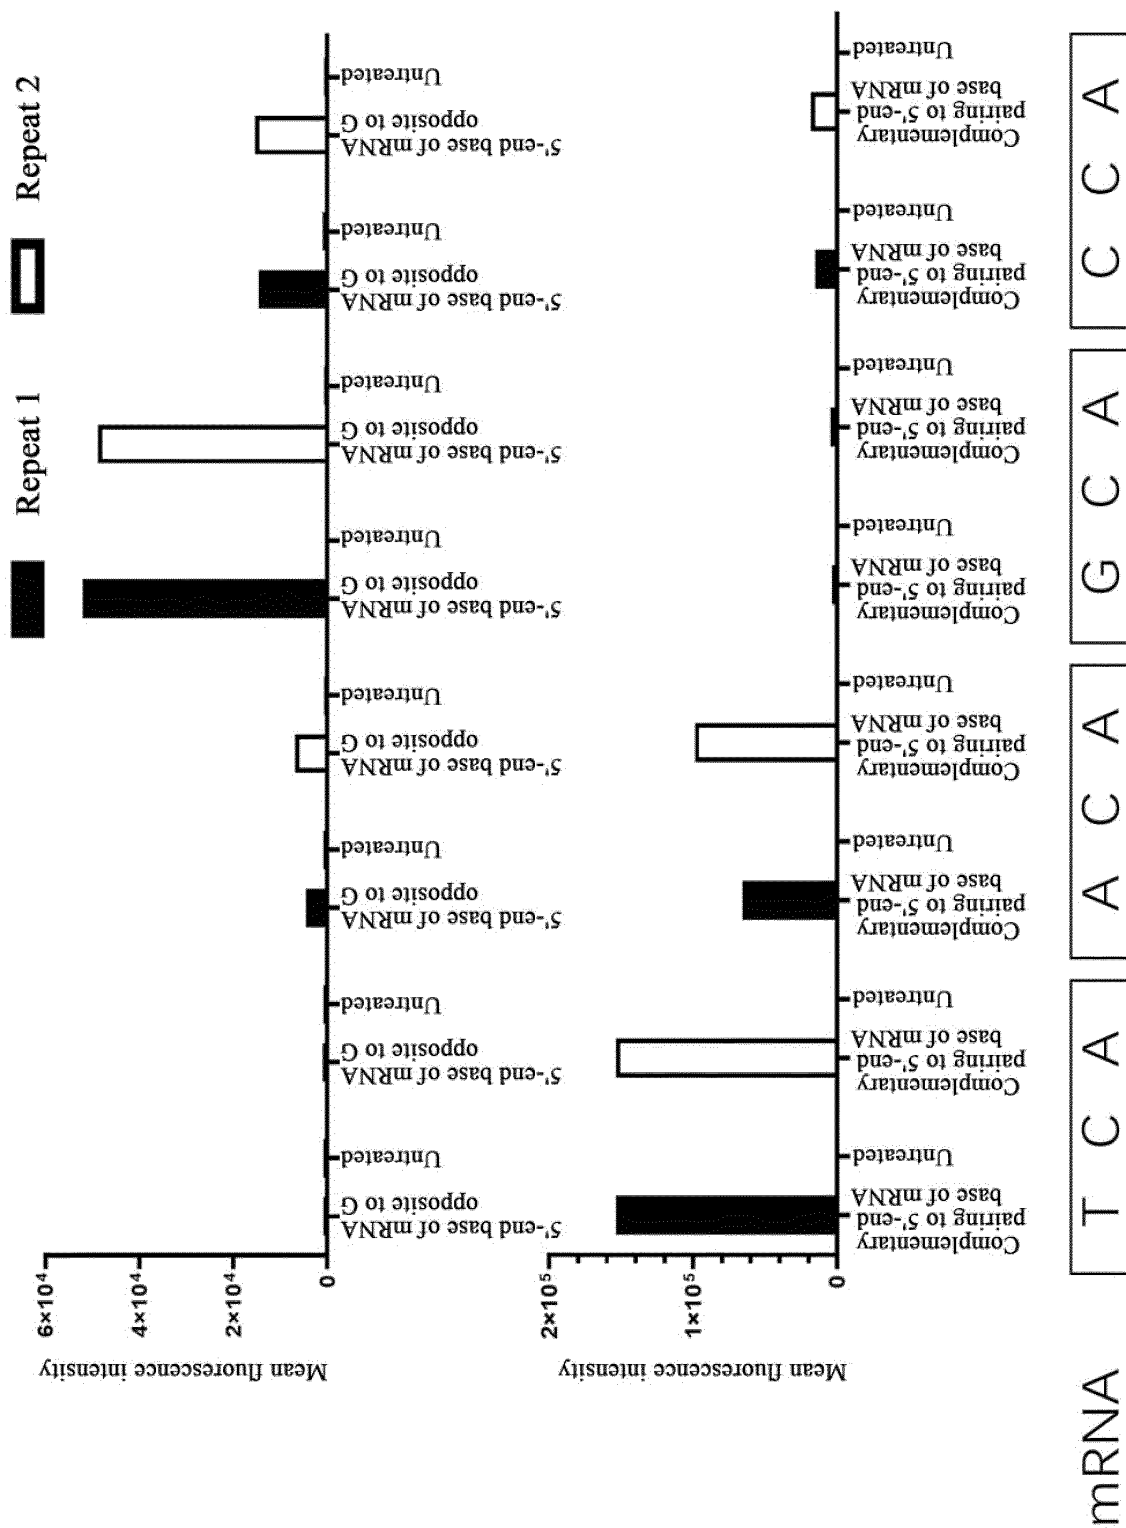 Repeat 1
Repeat 2
Mean fluorescence intensity
6×10⁴
4×10⁴
2×10⁴
0
5'-end base of mRNA
opposite to G
Untreated
5'-end base of mRNA
opposite to G
Untreated
5'-end base of mRNA
opposite to G
Untreated
5'-end base of mRNA
opposite to G
Untreated
5'-end base of mRNA
opposite to G
Untreated
5'-end base of mRNA
opposite to G
Untreated
5'-end base of mRNA
opposite to G
Untreated
5'-end base of mRNA
opposite to G
Untreated
Mean fluorescence intensity
2×10⁵
1×10⁵
0
Complementary
pairing to 5'-end
base of mRNA
Untreated
Complementary
pairing to 5'-end
base of mRNA
Untreated
Complementary
pairing to 5'-end
base of mRNA
Untreated
Complementary
pairing to 5'-end
base of mRNA
Untreated
Complementary
pairing to 5'-end
base of mRNA
Untreated
Complementary
pairing to 5'-end
base of mRNA
Untreated
Complementary
pairing to 5'-end
base of mRNA
Untreated
Complementary
pairing to 5'-end
base of mRNA
Untreated
mRNA T C A A C A G C A C C A